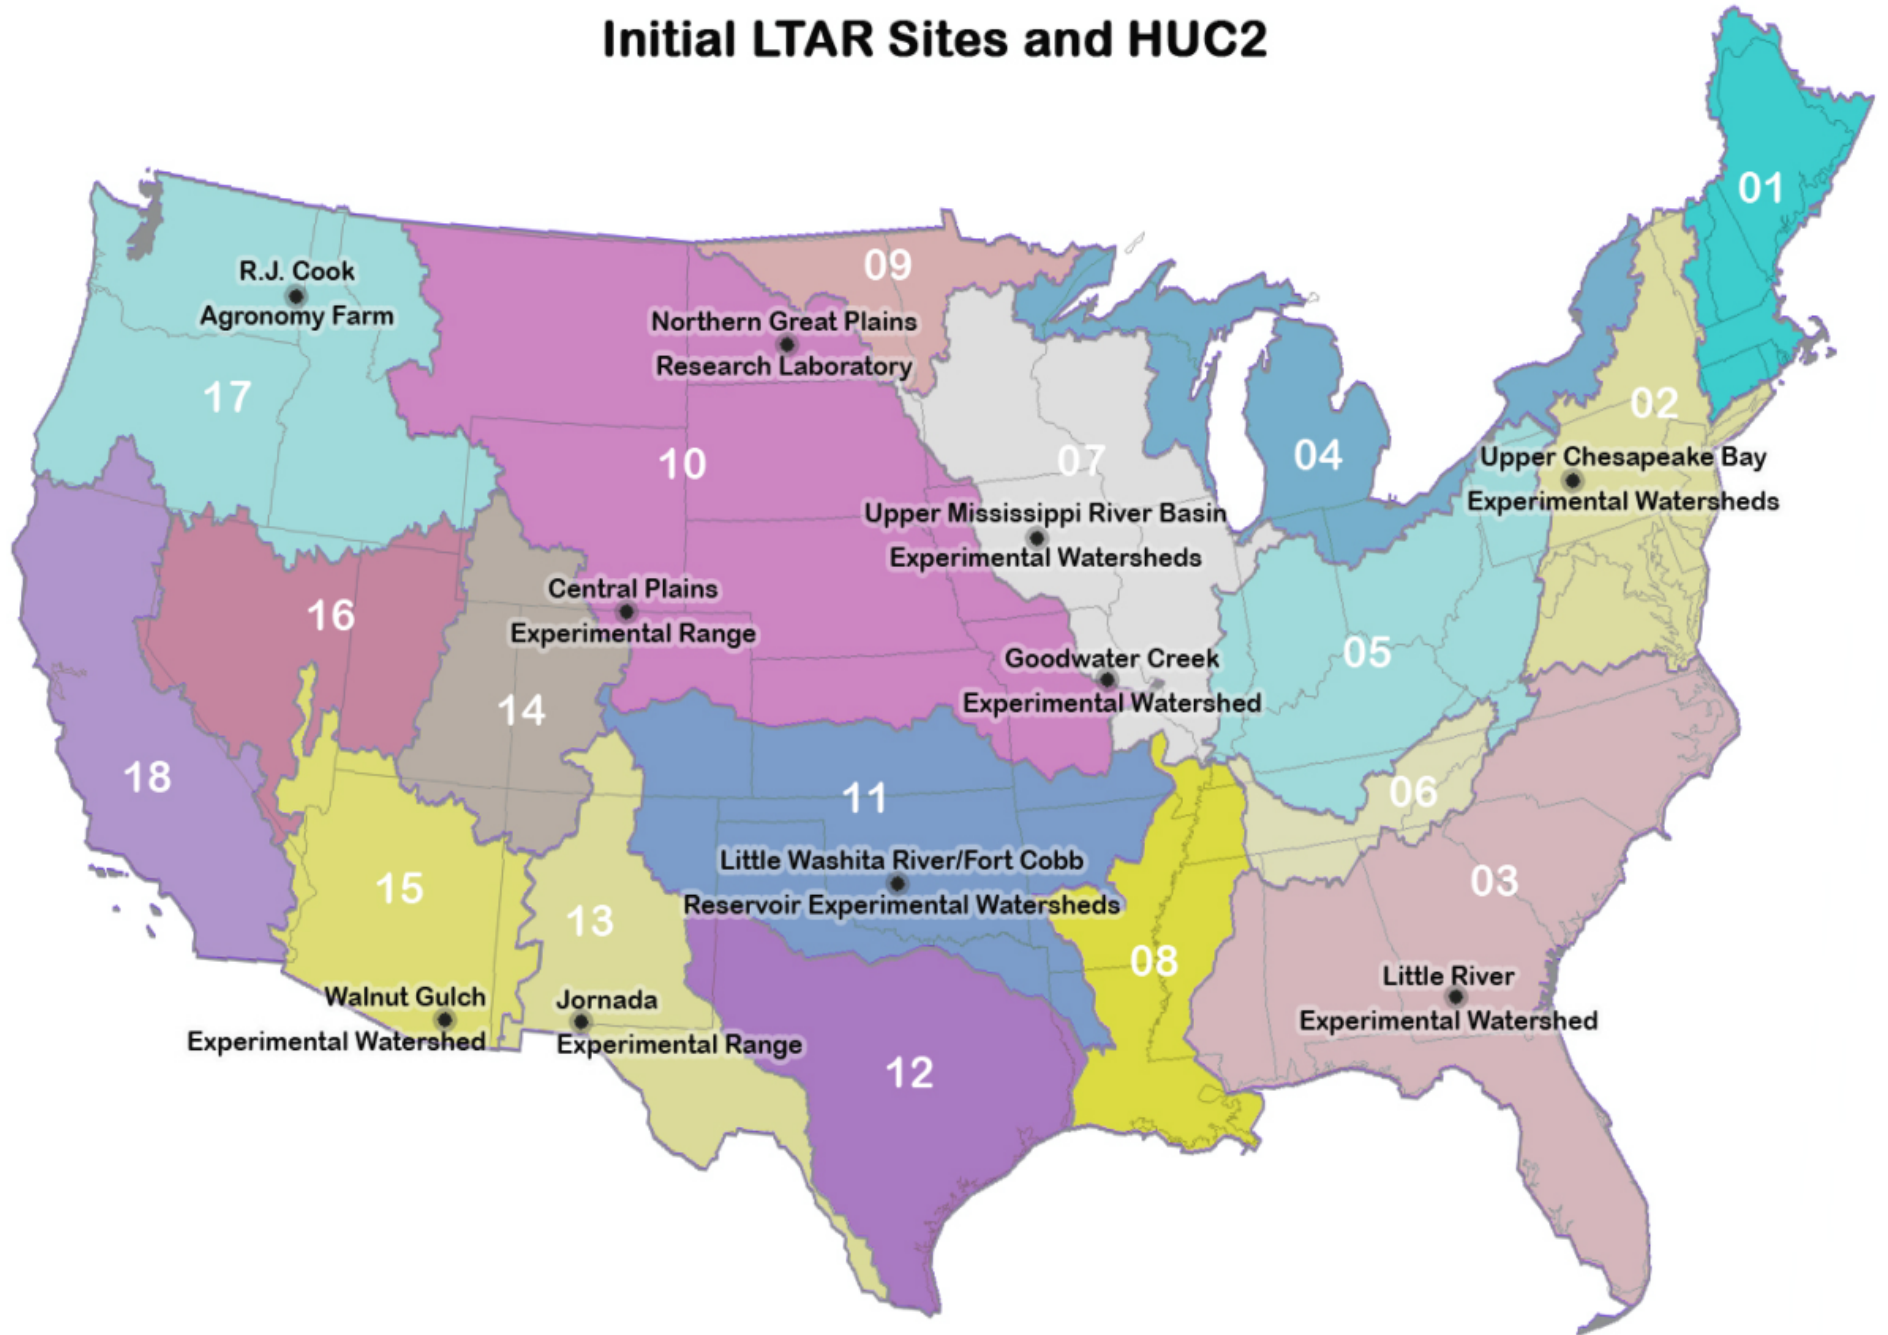 Initial LTAR Sites and HUC2
01
R.J. Cook
Agronomy Farm
09
Northern Great Plains
Research Laboratory
17
02
10
07
04
Upper Chesapeake Bay
Experimental Watersheds
Upper Mississippi River Basin
Experimental Watersheds
Central Plains
Experimental Range
16
05
Goodwater Creek
Experimental Watershed
14
18
11
06
Little Washita River/Fort Cobb
Reservoir Experimental Watersheds
15
13
03
08
Walnut Gulch
Experimental Watershed
Jornada
Experimental Range
Little River
Experimental Watershed
12